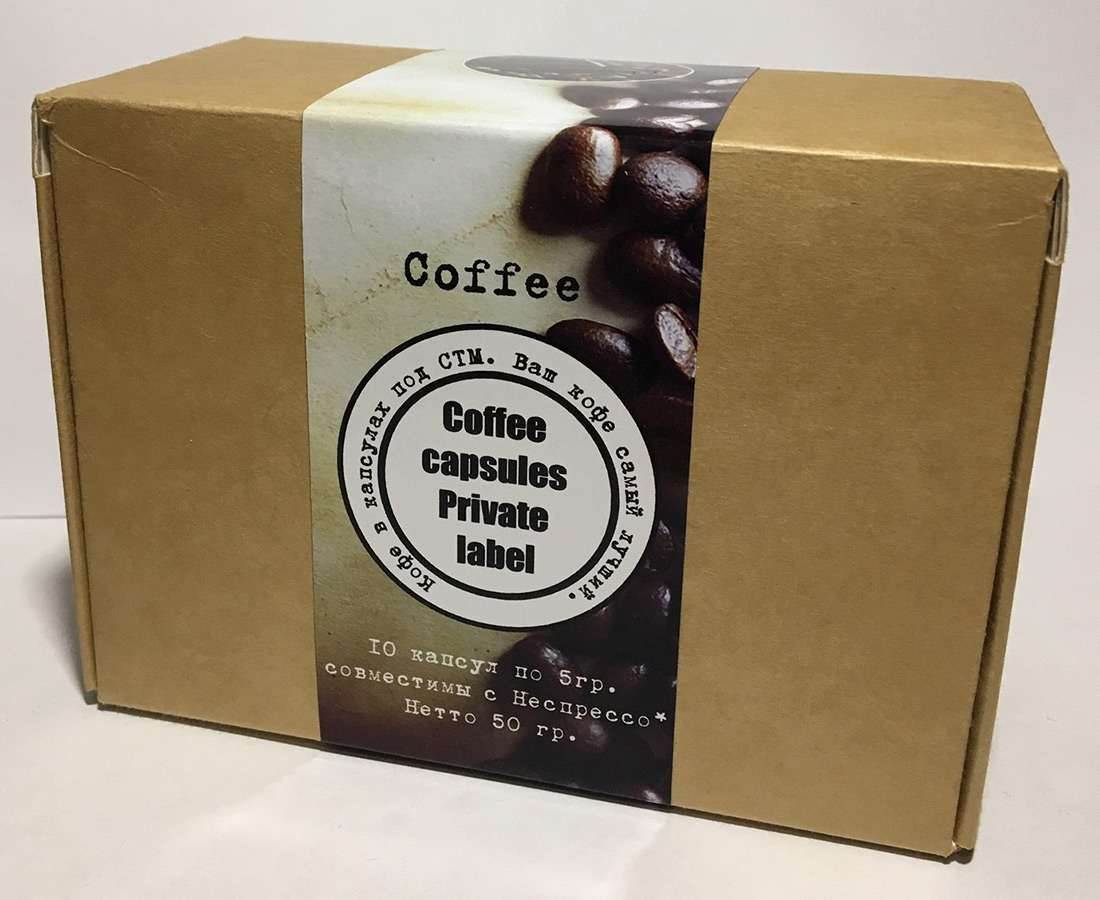 Coffee
Кофе в капсулах под СТМ. Ваш кофе самый лучший.
Coffee
capsules
Private
label
10 капсул по 5гр.
совместимы с Неспрессо*
Нетто 50 гр.